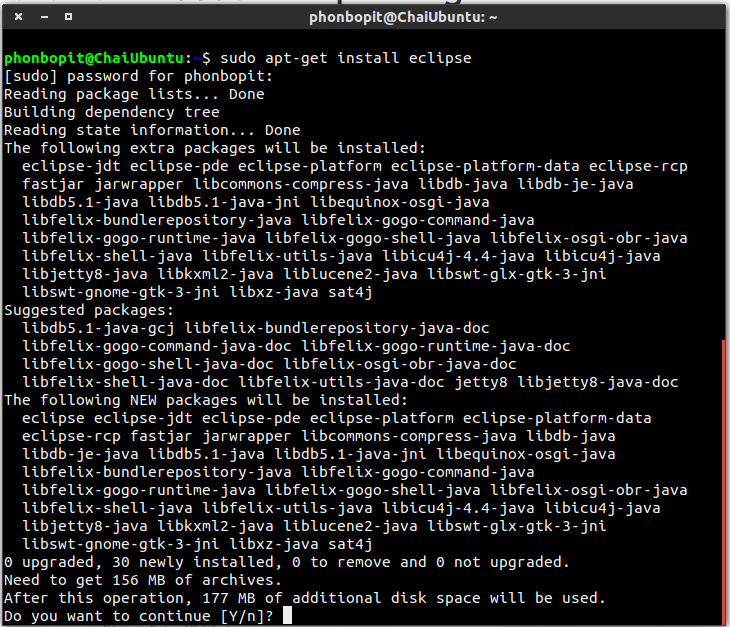 phonbopit@ChaiUbuntu: ~
phonbopit@ChaiUbuntu:~$ sudo apt-get install eclipse
[sudo] password for phonbopit:
Reading package lists... Done
Building dependency tree
Reading state information... Done
The following extra packages will be installed:
  eclipse-jdt eclipse-pde eclipse-platform eclipse-platform-data eclipse-rcp
  fastjar jarwrapper libcommons-compress-java libdb-java libdb-je-java
  libdb5.1-java libdb5.1-java-jni libequinox-osgi-java
  libfelix-bundlerepository-java libfelix-gogo-command-java
  libfelix-gogo-runtime-java libfelix-gogo-shell-java libfelix-osgi-obr-java
  libfelix-shell-java libfelix-utils-java libicu4j-4.4-java libicu4j-java
  libjetty8-java libkxml2-java liblucene2-java libswt-glx-gtk-3-jni
  libswt-gnome-gtk-3-jni libxz-java sat4j
Suggested packages:
  libdb5.1-java-gcj libfelix-bundlerepository-java-doc
  libfelix-gogo-command-java-doc libfelix-gogo-runtime-java-doc
  libfelix-gogo-shell-java-doc libfelix-osgi-obr-java-doc
  libfelix-shell-java-doc libfelix-utils-java-doc jetty8 libjetty8-java-doc
The following NEW packages will be installed:
  eclipse eclipse-jdt eclipse-pde eclipse-platform eclipse-platform-data
  eclipse-rcp fastjar jarwrapper libcommons-compress-java libdb-java
  libdb-je-java libdb5.1-java libdb5.1-java-jni libequinox-osgi-java
  libfelix-bundlerepository-java libfelix-gogo-command-java
  libfelix-gogo-runtime-java libfelix-gogo-shell-java libfelix-osgi-obr-java
  libfelix-shell-java libfelix-utils-java libicu4j-4.4-java libicu4j-java
  libjetty8-java libkxml2-java liblucene2-java libswt-glx-gtk-3-jni
  libswt-gnome-gtk-3-jni libxz-java sat4j
0 upgraded, 30 newly installed, 0 to remove and 0 not upgraded.
Need to get 156 MB of archives.
After this operation, 177 MB of additional disk space will be used.
Do you want to continue [Y/n]?